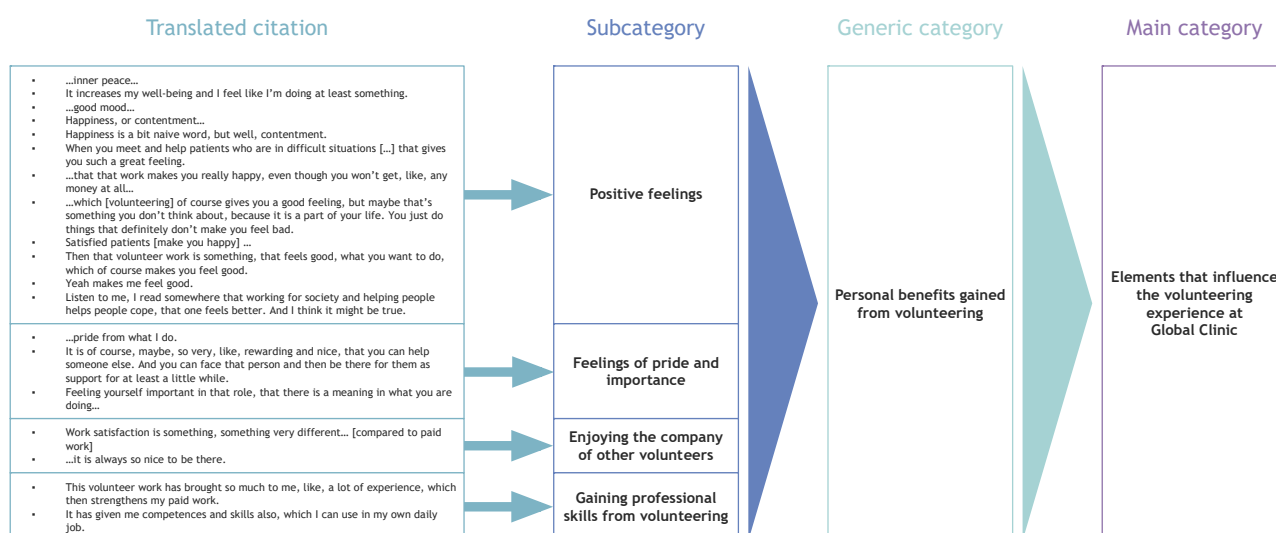 Translated citation
Subcategory
Generic category
Main category
• …inner peace…
• It increases my well-being and I feel like I’m doing at least something.
• …good mood…
• Happiness, or contentment…
• Happiness is a bit naive word, but well, contentment.
• When you meet and help patients who are in difficult situations […] that gives
you such a great feeling.
• …that that work makes you really happy, even though you won’t get, like, any
money at all…
• …which [volunteering] of course gives you a good feeling, but maybe that’s
something you don’t think about, because it is a part of your life. You just do
things that definitely don’t make you feel bad.
• Satisfied patients [make you happy] …
• Then that volunteer work is something, that feels good, what you want to do,
which of course makes you feel good.
• Yeah makes me feel good.
• Listen to me, I read somewhere that working for society and helping people
helps people cope, that one feels better. And I think it might be true.
Positive feelings
• …pride from what I do.
• It is of course, maybe, so very, like, rewarding and nice, that you can help
someone else. And you can face that person and then be there for them as
support for at least a little while.
• Feeling yourself important in that role, that there is a meaning in what you are
doing…
Feelings of pride and
importance
• Work satisfaction is something, something very different… [compared to paid
work]
• …it is always so nice to be there.
Enjoying the company
of other volunteers
• This volunteer work has brought so much to me, like, a lot of experience, which
then strengthens my paid work.
• It has given me competences and skills also, which I can use in my own daily
job.
Gaining professional
skills from volunteering
Personal benefits gained
from volunteering
Elements that influence
the volunteering
experience at
Global Clinic